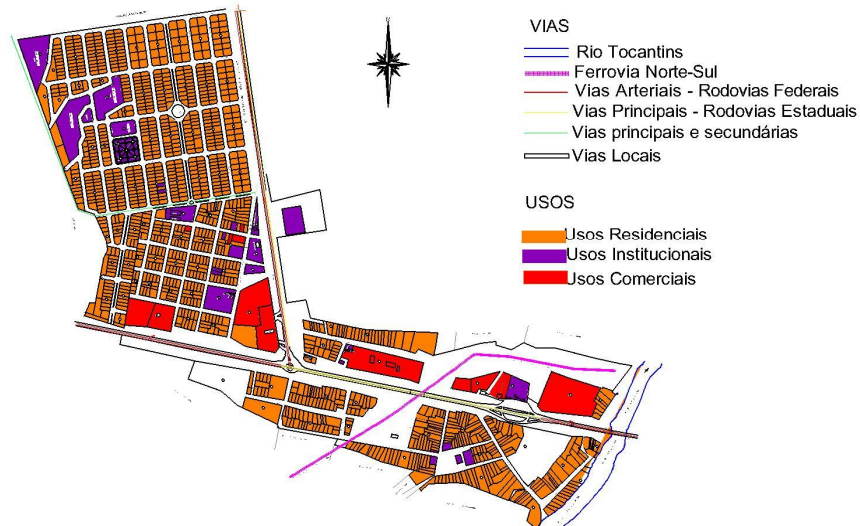 VIAS
Rio Tocantins
Ferrovia Norte-Sul
Vias Arteriais - Rodovias Federais
Vias Principais - Rodovias Estaduais
Vias principais e secundárias
Vias Locais
USOS
Usos Residenciais
Usos Institucionais
Usos Comerciais